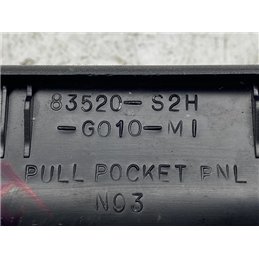 83520-S2H
-G010-M1
PULL POCKET PNL
NO3